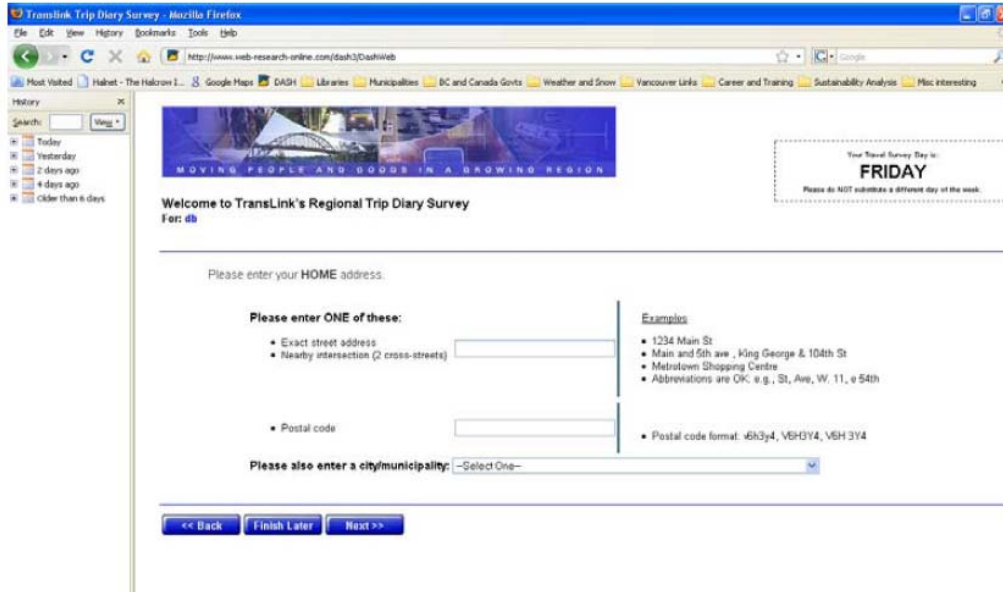 Translink Trip Diary Survey - Mozilla Firefox
File Edit View History Bookmarks Tools Help
http://www.web-research-online.com/dash3/DashWeb
Google
Most Visited Halnet - The Halcrow I... Google Maps DASH Libraries Municipalities BC and Canada Govts Weather and Snow Vancouver Links Career and Training Sustainability Analysis Misc interesting
History
Search: View
Today
Yesterday
2 days ago
4 days ago
Older than 6 days
MOVING PEOPLE AND GOODS IN A GROWING REGION
Your Travel Survey Day is:
FRIDAY
Please do NOT substitute a different day of the week.
Welcome to TransLink's Regional Trip Diary Survey
For: db
Please enter your HOME address.
Please enter ONE of these:
• Exact street address
• Nearby intersection (2 cross-streets)
Examples
• 1234 Main St
• Main and 5th ave , King George & 104th St
• Metrotown Shopping Centre
• Abbreviations are OK: e.g., St, Ave, W. 11, e 54th
• Postal code
• Postal code format: v6h3y4, V6H3Y4, V6H 3Y4
Please also enter a city/municipality: --Select One--
<< Back Finish Later Next >>